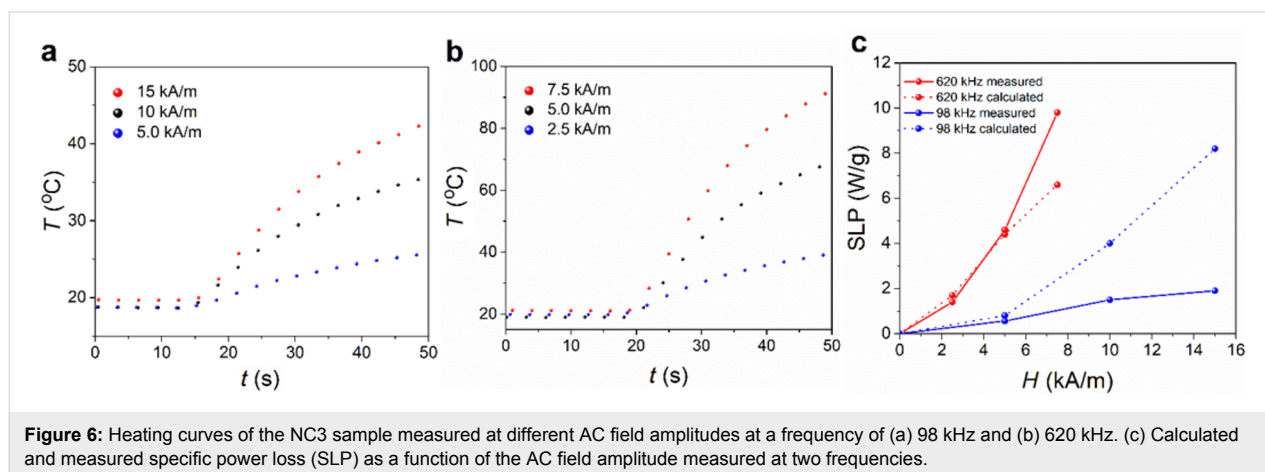 a
50
40
30
20
T (°C)
15 kA/m
10 kA/m
5.0 kA/m
0 10 20 30 40 50
t (s)
b
100
80
60
40
20
T (°C)
7.5 kA/m
5.0 kA/m
2.5 kA/m
0 10 20 30 40 50
t (s)
c
12
10
8
6
4
2
0
SLP (W/g)
620 kHz measured
620 kHz calculated
98 kHz measured
98 kHz calculated
0 2 4 6 8 10 12 14 16
H (kA/m)
Figure 6: Heating curves of the NC3 sample measured at different AC field amplitudes at a frequency of (a) 98 kHz and (b) 620 kHz. (c) Calculated
and measured specific power loss (SLP) as a function of the AC field amplitude measured at two frequencies.